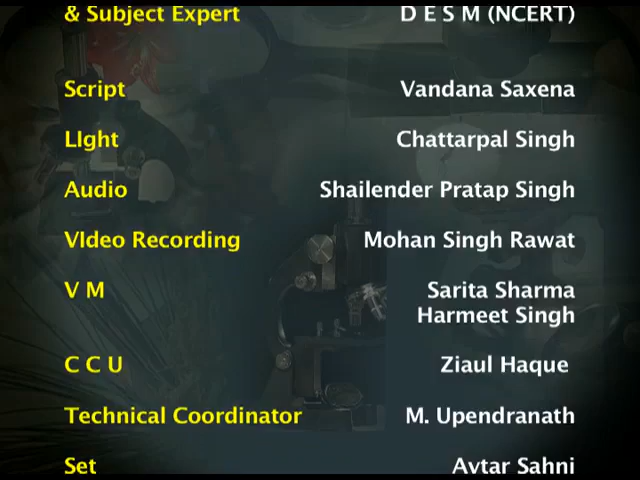 & Subject Expert D E S M (NCERT)
Script Vandana Saxena
LIght Chattarpal Singh
Audio Shailender Pratap Singh
VIdeo Recording Mohan Singh Rawat
V M Sarita Sharma
Harmeet Singh
C C U Ziaul Haque
Technical Coordinator M. Upendranath
Set Avtar Sahni